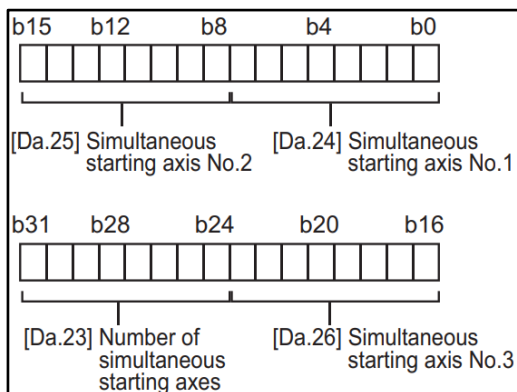 b15 b12 b8 b4 b0
[Da.25] Simultaneous starting axis No.2
[Da.24] Simultaneous starting axis No.1
b31 b28 b24 b20 b16
[Da.23] Number of simultaneous starting axes
[Da.26] Simultaneous starting axis No.3